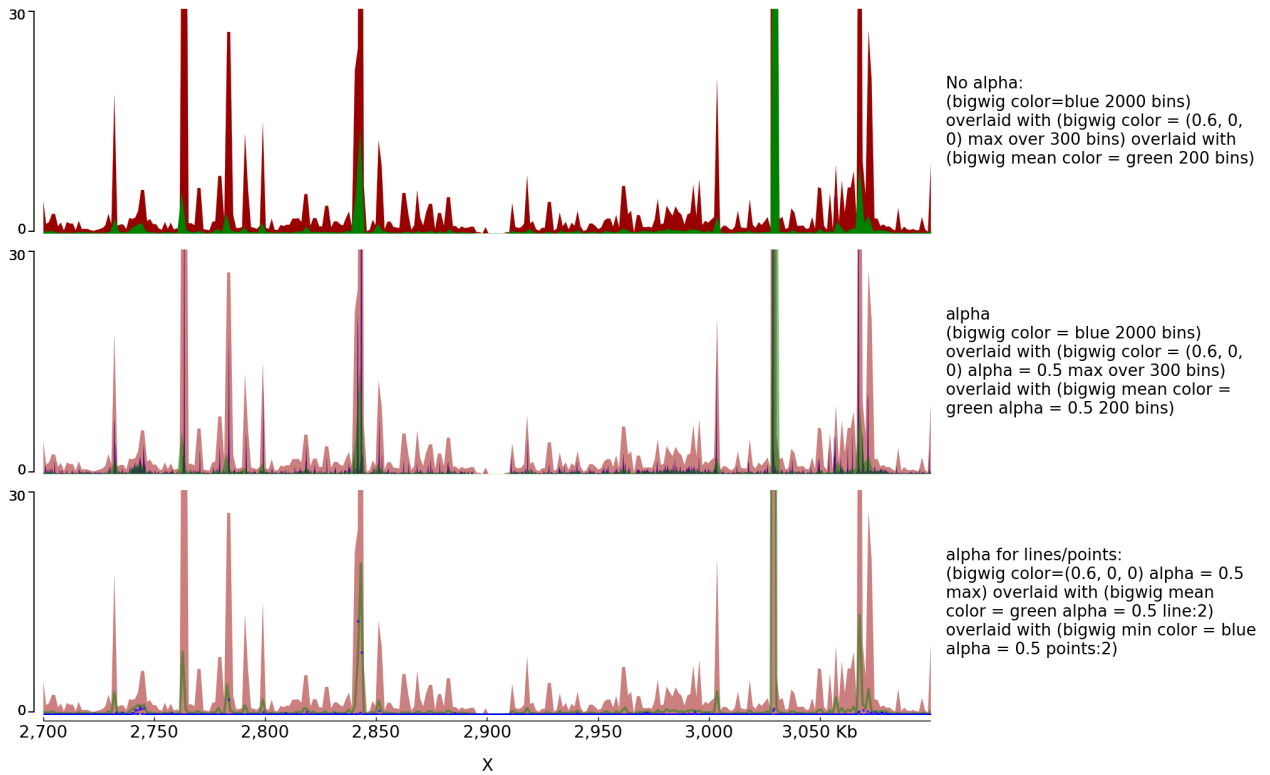 30
0
No alpha:
(bigwig color=blue 2000 bins)
overlaid with (bigwig color = (0.6, 0,
0) max over 300 bins) overlaid with
(bigwig mean color = green 200 bins)
30
0
alpha
(bigwig color = blue 2000 bins)
overlaid with (bigwig color = (0.6, 0,
0) alpha = 0.5 max over 300 bins)
overlaid with (bigwig mean color =
green alpha = 0.5 200 bins)
30
0
alpha for lines/points:
(bigwig color=(0.6, 0, 0) alpha = 0.5
max) overlaid with (bigwig mean
color = green alpha = 0.5 line:2)
overlaid with (bigwig min color = blue
alpha = 0.5 points:2)
2,700 2,750 2,800 2,850 2,900 2,950 3,000 3,050 Kb
X